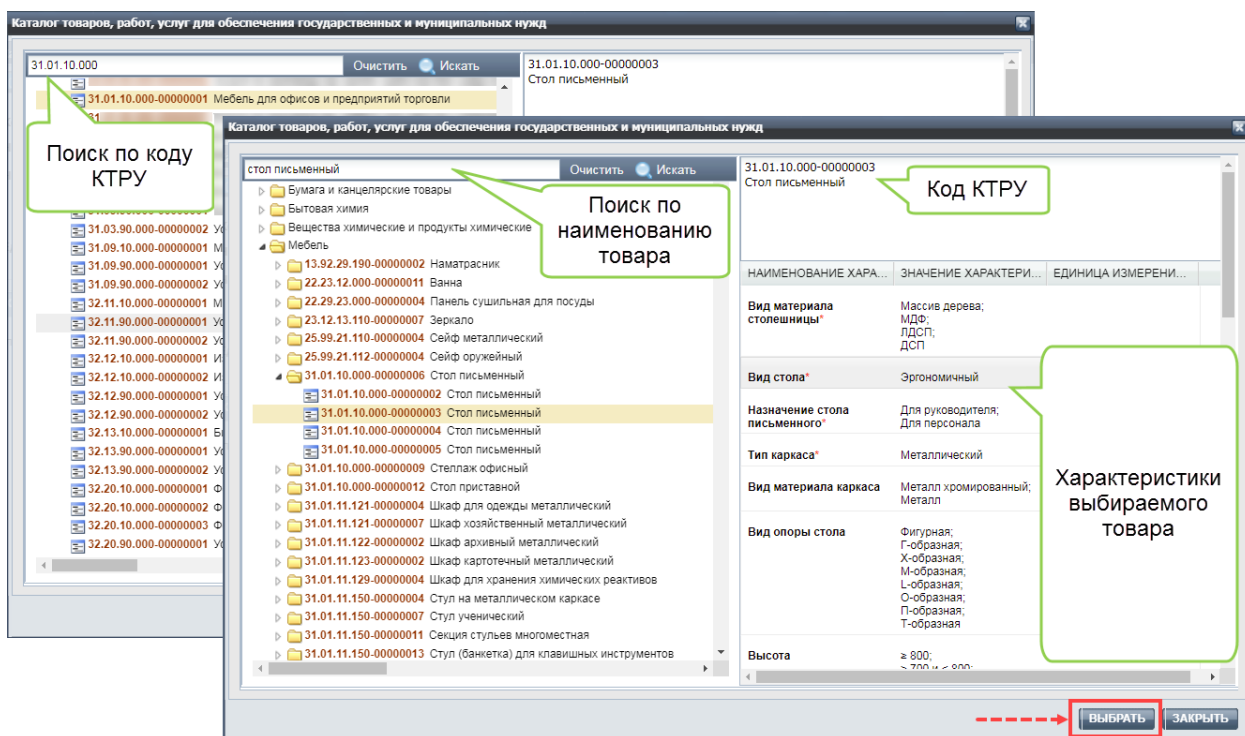 Каталог товаров, работ, услуг для обеспечения государственных и муниципальных нужд
31.01.10.000
Очистить
Искать
31.01.10.000-00000003
Стол письменный
31.01.10.000-00000001 Мебель для офисов и предприятий торговли
31
Поиск по коду
КТРУ
31.03.90.000-00000002
31.09.10.000-00000001 М
31.09.90.000-00000001
31.09.90.000-00000002
32.11.10.000-00000001 М
32.11.90.000-00000001
32.11.90.000-00000002
32.12.10.000-00000001 И
32.12.10.000-00000002 И
32.12.90.000-00000001
32.12.90.000-00000002
32.13.10.000-00000001
32.13.90.000-00000001
32.13.90.000-00000002
32.20.10.000-00000001 Ф
32.20.10.000-00000002 Ф
32.20.10.000-00000003 Ф
32.20.90.000-00000001
Каталог товаров, работ, услуг для обеспечения государственных и муниципальных нужд
стол письменный
Очистить
Искать
Бумага и канцелярские товары
Бытовая химия
Вещества химические и продукты химические
Мебель
13.92.29.190-00000002 Наматрасник
22.23.12.000-00000011 Ванна
22.29.23.000-00000004 Панель сушильная для посуды
23.12.13.110-00000007 Зеркало
25.99.21.110-00000004 Сейф металлический
25.99.21.112-00000004 Сейф оружейный
31.01.10.000-00000006 Стол письменный
31.01.10.000-00000002 Стол письменный
31.01.10.000-00000003 Стол письменный
31.01.10.000-00000004 Стол письменный
31.01.10.000-00000005 Стол письменный
31.01.10.000-00000009 Стеллаж офисный
31.01.10.000-00000012 Стол приставной
31.01.11.121-00000004 Шкаф для одежды металлический
31.01.11.121-00000007 Шкаф хозяйственный металлический
31.01.11.122-00000002 Шкаф архивный металлический
31.01.11.123-00000002 Шкаф картотечный металлический
31.01.11.129-00000004 Шкаф для хранения химических реактивов
31.01.11.150-00000004 Стул на металлическом каркасе
31.01.11.150-00000007 Стул ученический
31.01.11.150-00000011 Секция стульев многоместная
31.01.11.150-00000013 Стул (банкетка) для клавишных инструментов
Поиск по
наименованию
товара
31.01.10.000-00000003
Стол письменный
Код КТРУ
НАИМЕНОВАНИЕ ХАРА... ЗНАЧЕНИЕ ХАРАКТЕРИ... ЕДИНИЦА ИЗМЕРЕНИ...
Вид материала Массив дерева;
столешницы* МДФ;
ЛДСП;
ДСП
Вид стола* Эргономичный
Назначение стола Для руководителя;
письменного* Для персонала
Тип каркаса* Металлический
Вид материала каркаса Металл хромированный;
Металл
Вид опоры стола Фигурная;
Г-образная;
Х-образная;
М-образная;
L-образная;
О-образная;
П-образная;
Т-образная
Высота ≥ 800;
≥ 700 и < 800;
Характеристики
выбираемого
товара
ВЫБРАТЬ
ЗАКРЫТЬ